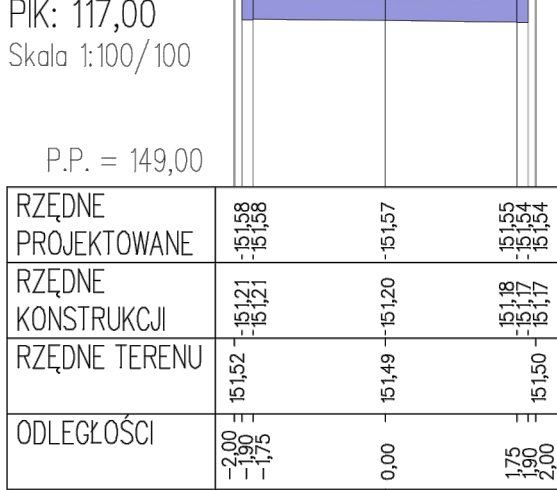 PIK: 117,00
Skala 1:100/100
P.P. = 149,00
RZĘDNE
PROJEKTOWANE
151,58
151,58
151,57
151,55
151,54
151,54
RZĘDNE
KONSTRUKCJI
151,21
151,21
151,20
151,18
151,17
151,17
RZĘDNE TERENU
151,52
151,49
151,50
ODLEGŁOŚCI
-2,00
-1,90
-1,75
0,00
1,75
1,90
2,00